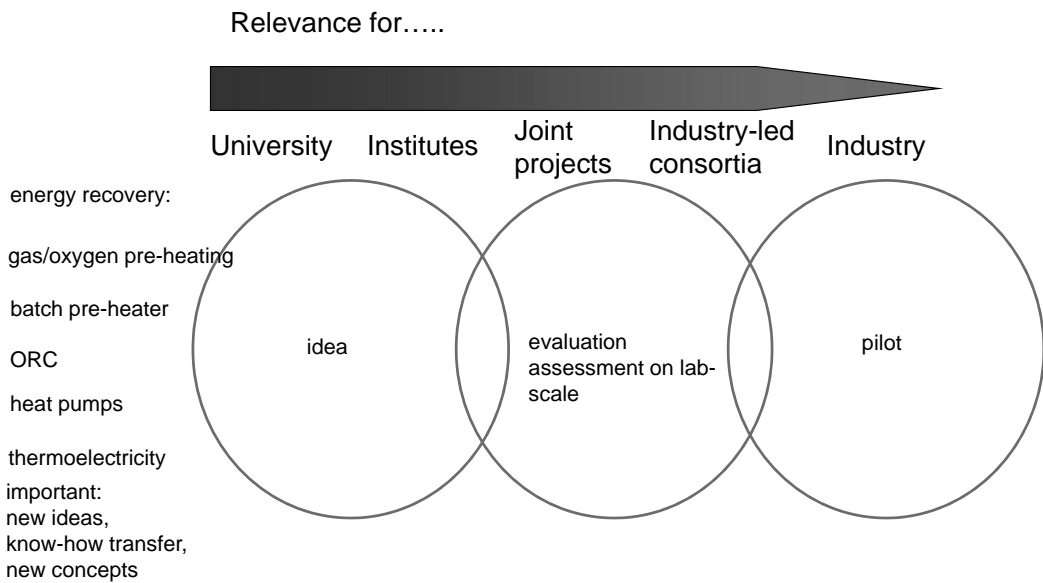 Relevance for…..
University
Institutes
Joint
projects
Industry-led
consortia
Industry
energy recovery:
gas/oxygen pre-heating
batch pre-heater
ORC
heat pumps
thermoelectricity
important:
new ideas,
know-how transfer,
new concepts
idea
evaluation
assessment on lab-
scale
pilot